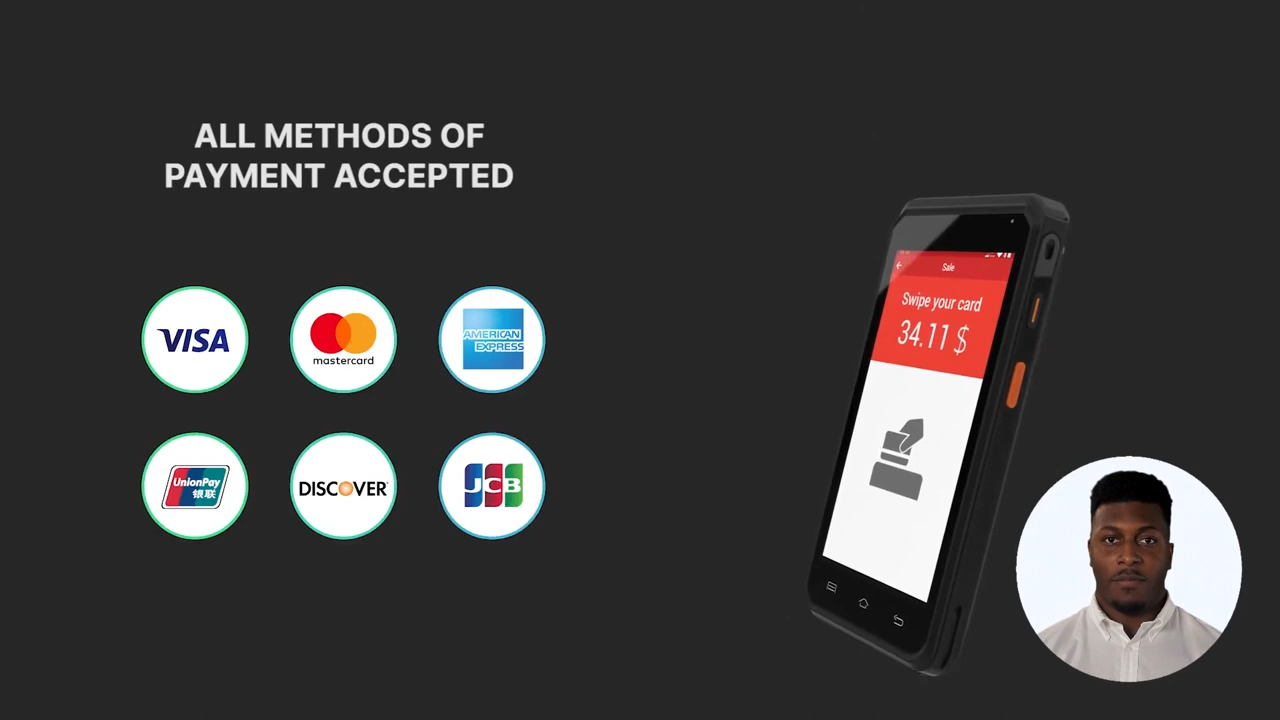 ALL METHODS OF
PAYMENT ACCEPTED
VISA
mastercard
AMERICAN
EXPRESS
UnionPay
银联
DISCOVER
JCB
Sale
Swipe your card
34.11 $